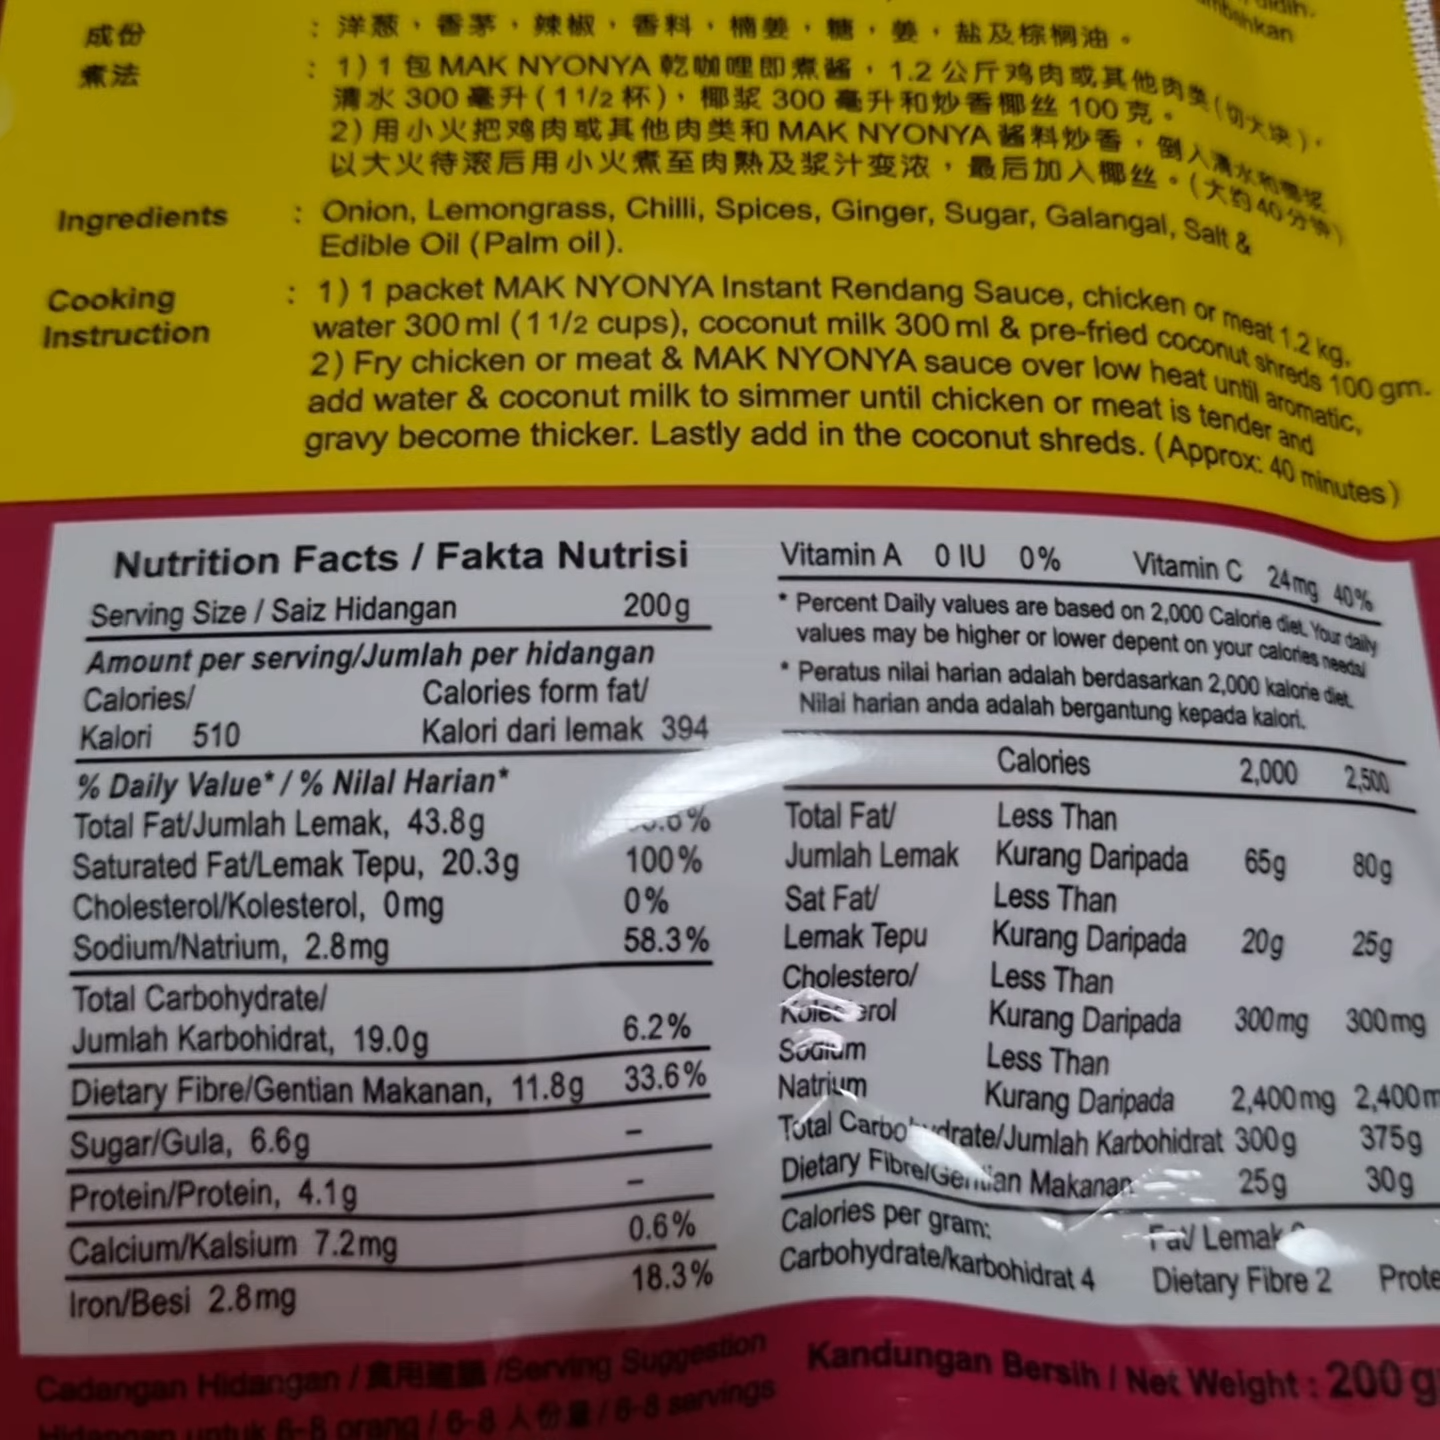 成份 : 洋葱，香茅，辣椒，香料，楠姜，糖，姜，盐及棕榈油。
煮法 : 1) 1 包 MAK NYONYA 乾咖哩即煮酱，1.2 公斤鸡肉或其他肉类(切大块)，
清水 300 毫升 (1 1/2 杯)，椰浆 300 毫升和炒香椰丝 100 克。
2) 用小火把鸡肉或其他肉类和 MAK NYONYA 酱料炒香，倒入清水和椰浆
以大火待滚后用小火煮至肉熟及浆汁变浓，最后加入椰丝。(大约40分钟)
Ingredients : Onion, Lemongrass, Chilli, Spices, Ginger, Sugar, Galangal, Salt &
Edible Oil (Palm oil).
Cooking Instruction : 1) 1 packet MAK NYONYA Instant Rendang Sauce, chicken or meat 1.2 kg,
water 300 ml (1 1/2 cups), coconut milk 300 ml & pre-fried coconut shreds 100 gm.
2) Fry chicken or meat & MAK NYONYA sauce over low heat until aromatic,
add water & coconut milk to simmer until chicken or meat is tender and
gravy become thicker. Lastly add in the coconut shreds. (Approx: 40 minutes)
Nutrition Facts / Fakta Nutrisi
Serving Size / Saiz Hidangan 200g
Amount per serving/Jumlah per hidangan
Calories/ Calories form fat/
Kalori 510 Kalori dari lemak 394
% Daily Value* / % Nilal Harian*
Total Fat/Jumlah Lemak, 43.8g
Saturated Fat/Lemak Tepu, 20.3g 100%
Cholesterol/Kolesterol, 0mg 0%
Sodium/Natrium, 2.8mg 58.3%
Total Carbohydrate/
Jumlah Karbohidrat, 19.0g 6.2%
Dietary Fibre/Gentian Makanan, 11.8g 33.6%
Sugar/Gula, 6.6g –
Protein/Protein, 4.1g –
Calcium/Kalsium 7.2mg 0.6%
Iron/Besi 2.8mg 18.3%
Vitamin A 0 IU 0% Vitamin C 24mg 40%
* Percent Daily values are based on 2,000 Calorie diet. Your daily
values may be higher or lower depent on your calories needs/
* Peratus nilai harian adalah berdasarkan 2,000 kalorie diet.
Nilai harian anda adalah bergantung kepada kalori.
Calories 2,000 2,500
Total Fat/ Less Than
Jumlah Lemak Kurang Daripada 65g 80g
Sat Fat/ Less Than
Lemak Tepu Kurang Daripada 20g 25g
Cholestero/ Less Than
Kurang Daripada 300mg 300mg
Sodium Less Than
Natrium Kurang Daripada 2,400mg 2,400m
Total Carbohydrate/Jumlah Karbohidrat 300g 375g
Dietary Fibre/Gentian Makanan 25g 30g
Calories per gram: Fat/ Lemak
Carbohydrate/karbohidrat 4 Dietary Fibre 2 Prote
Cadangan Hidangan / 食用建議 /Serving Suggestion
Hidangan untuk 6-8 orang / 6-8 人份量 / 6-8 servings
Kandungan Bersih / Net Weight : 200 g